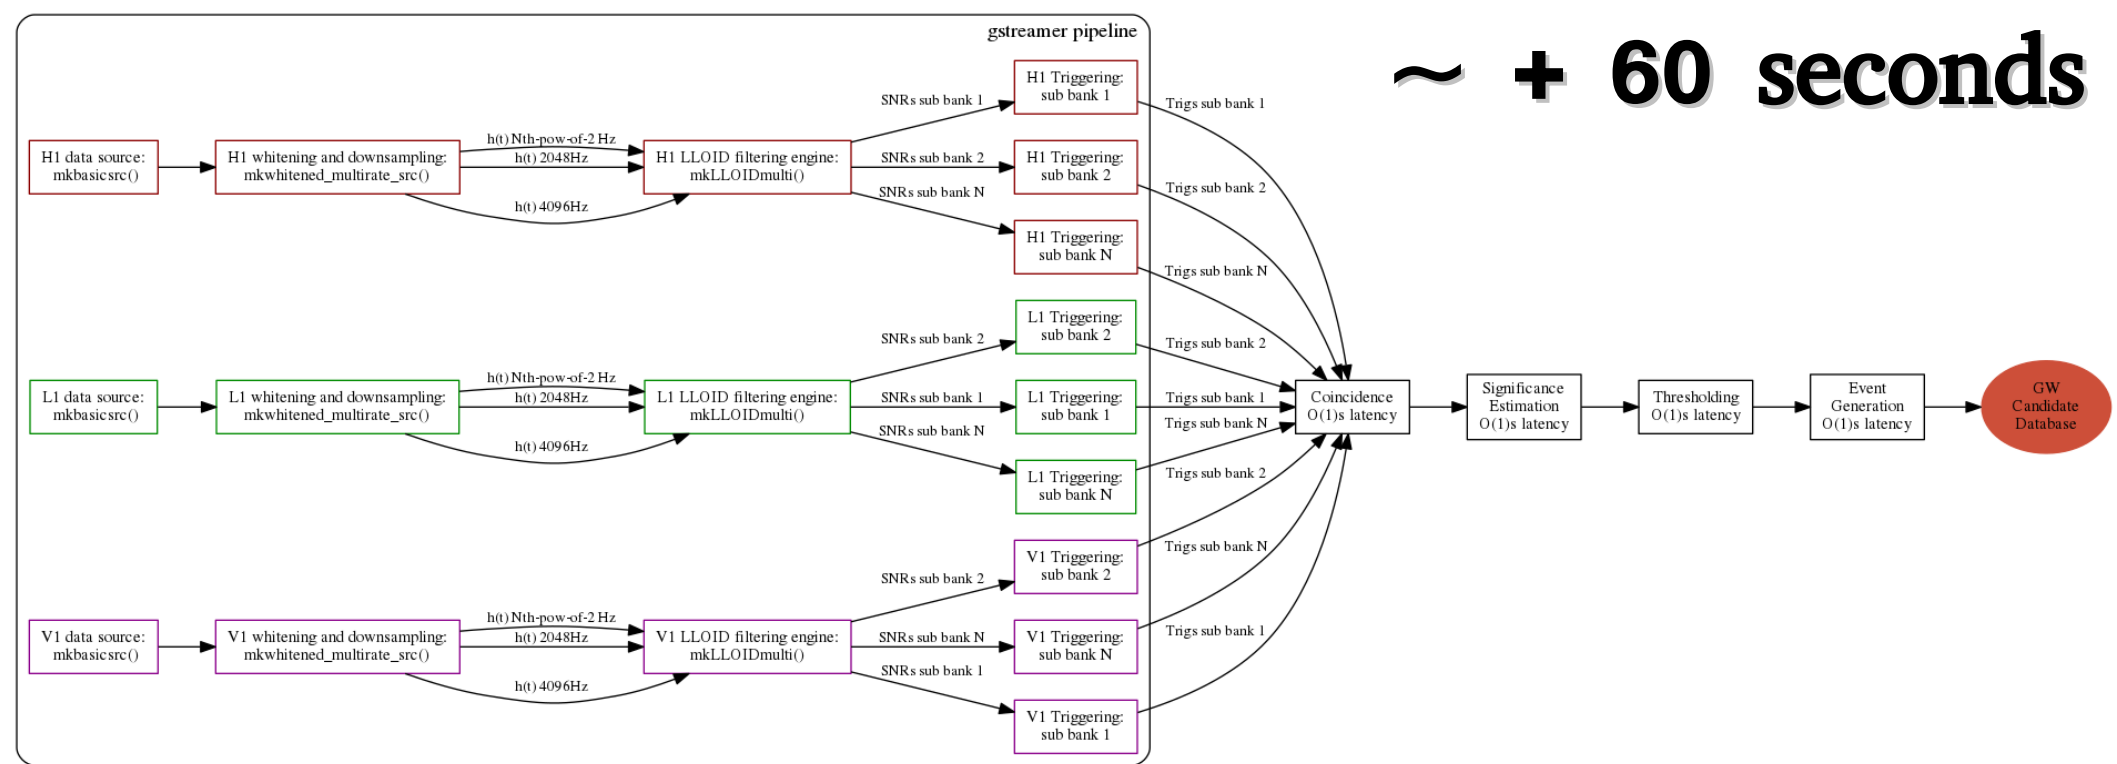 gstreamer pipeline
~ + 60 seconds
H1 data source:
mkbasicsrc()
H1 whitening and downsampling:
mkwhitened_multirate_src()
h(t) Nth-pow-of-2 Hz
h(t) 2048Hz
h(t) 4096Hz
H1 LLOID filtering engine:
mkLLOIDmulti()
SNRs sub bank 1
SNRs sub bank 2
SNRs sub bank N
H1 Triggering:
sub bank 1
H1 Triggering:
sub bank 2
H1 Triggering:
sub bank N
Trigs sub bank 1
Trigs sub bank 2
Trigs sub bank N
L1 data source:
mkbasicsrc()
L1 whitening and downsampling:
mkwhitened_multirate_src()
h(t) Nth-pow-of-2 Hz
h(t) 2048Hz
h(t) 4096Hz
L1 LLOID filtering engine:
mkLLOIDmulti()
SNRs sub bank 2
SNRs sub bank 1
SNRs sub bank N
L1 Triggering:
sub bank 2
L1 Triggering:
sub bank 1
L1 Triggering:
sub bank N
Trigs sub bank 2
Trigs sub bank 1
Trigs sub bank N
V1 data source:
mkbasicsrc()
V1 whitening and downsampling:
mkwhitened_multirate_src()
h(t) Nth-pow-of-2 Hz
h(t) 2048Hz
h(t) 4096Hz
V1 LLOID filtering engine:
mkLLOIDmulti()
SNRs sub bank 2
SNRs sub bank N
SNRs sub bank 1
V1 Triggering:
sub bank 2
V1 Triggering:
sub bank N
V1 Triggering:
sub bank 1
Trigs sub bank 2
Trigs sub bank N
Trigs sub bank 1
Coincidence
O(1)s latency
Significance
Estimation
O(1)s latency
Thresholding
O(1)s latency
Event
Generation
O(1)s latency
GW
Candidate
Database